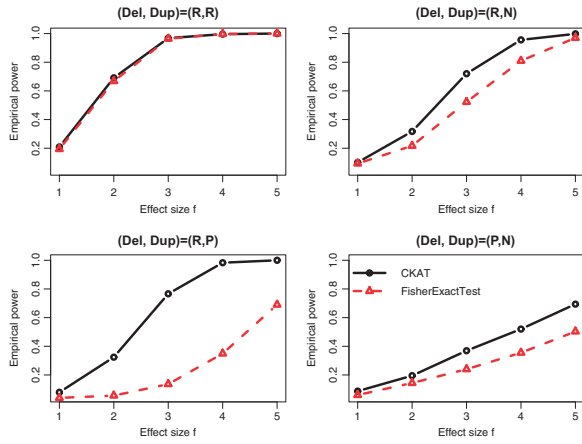 (Del, Dup)=(R,R)
Empirical power
1.0
0.8
0.6
0.4
0.2
1 2 3 4 5
Effect size f
(Del, Dup)=(R,N)
Empirical power
1.0
0.8
0.6
0.4
0.2
1 2 3 4 5
Effect size f
(Del, Dup)=(R,P)
Empirical power
1.0
0.8
0.6
0.4
0.2
1 2 3 4 5
Effect size f
(Del, Dup)=(P,N)
Empirical power
1.0
0.8
0.6
0.4
0.2
CKAT
FisherExactTest
1 2 3 4 5
Effect size f